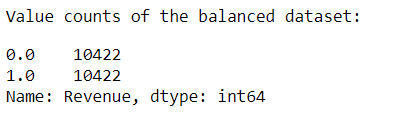 Value counts of the balanced dataset:
0.0    10422
1.0    10422
Name: Revenue, dtype: int64